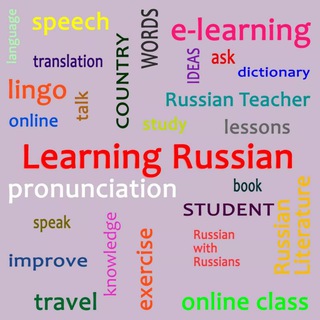 language
speech
WORDS
e-learning
translation
COUNTRY
IDEAS
ask
dictionary
lingo
talk
Russian Teacher
online
study
lessons
Learning Russian
pronunciation
book
STUDENT
Russian
Literature
speak
knowledge
exercise
Russian
with
Russians
improve
travel
online class